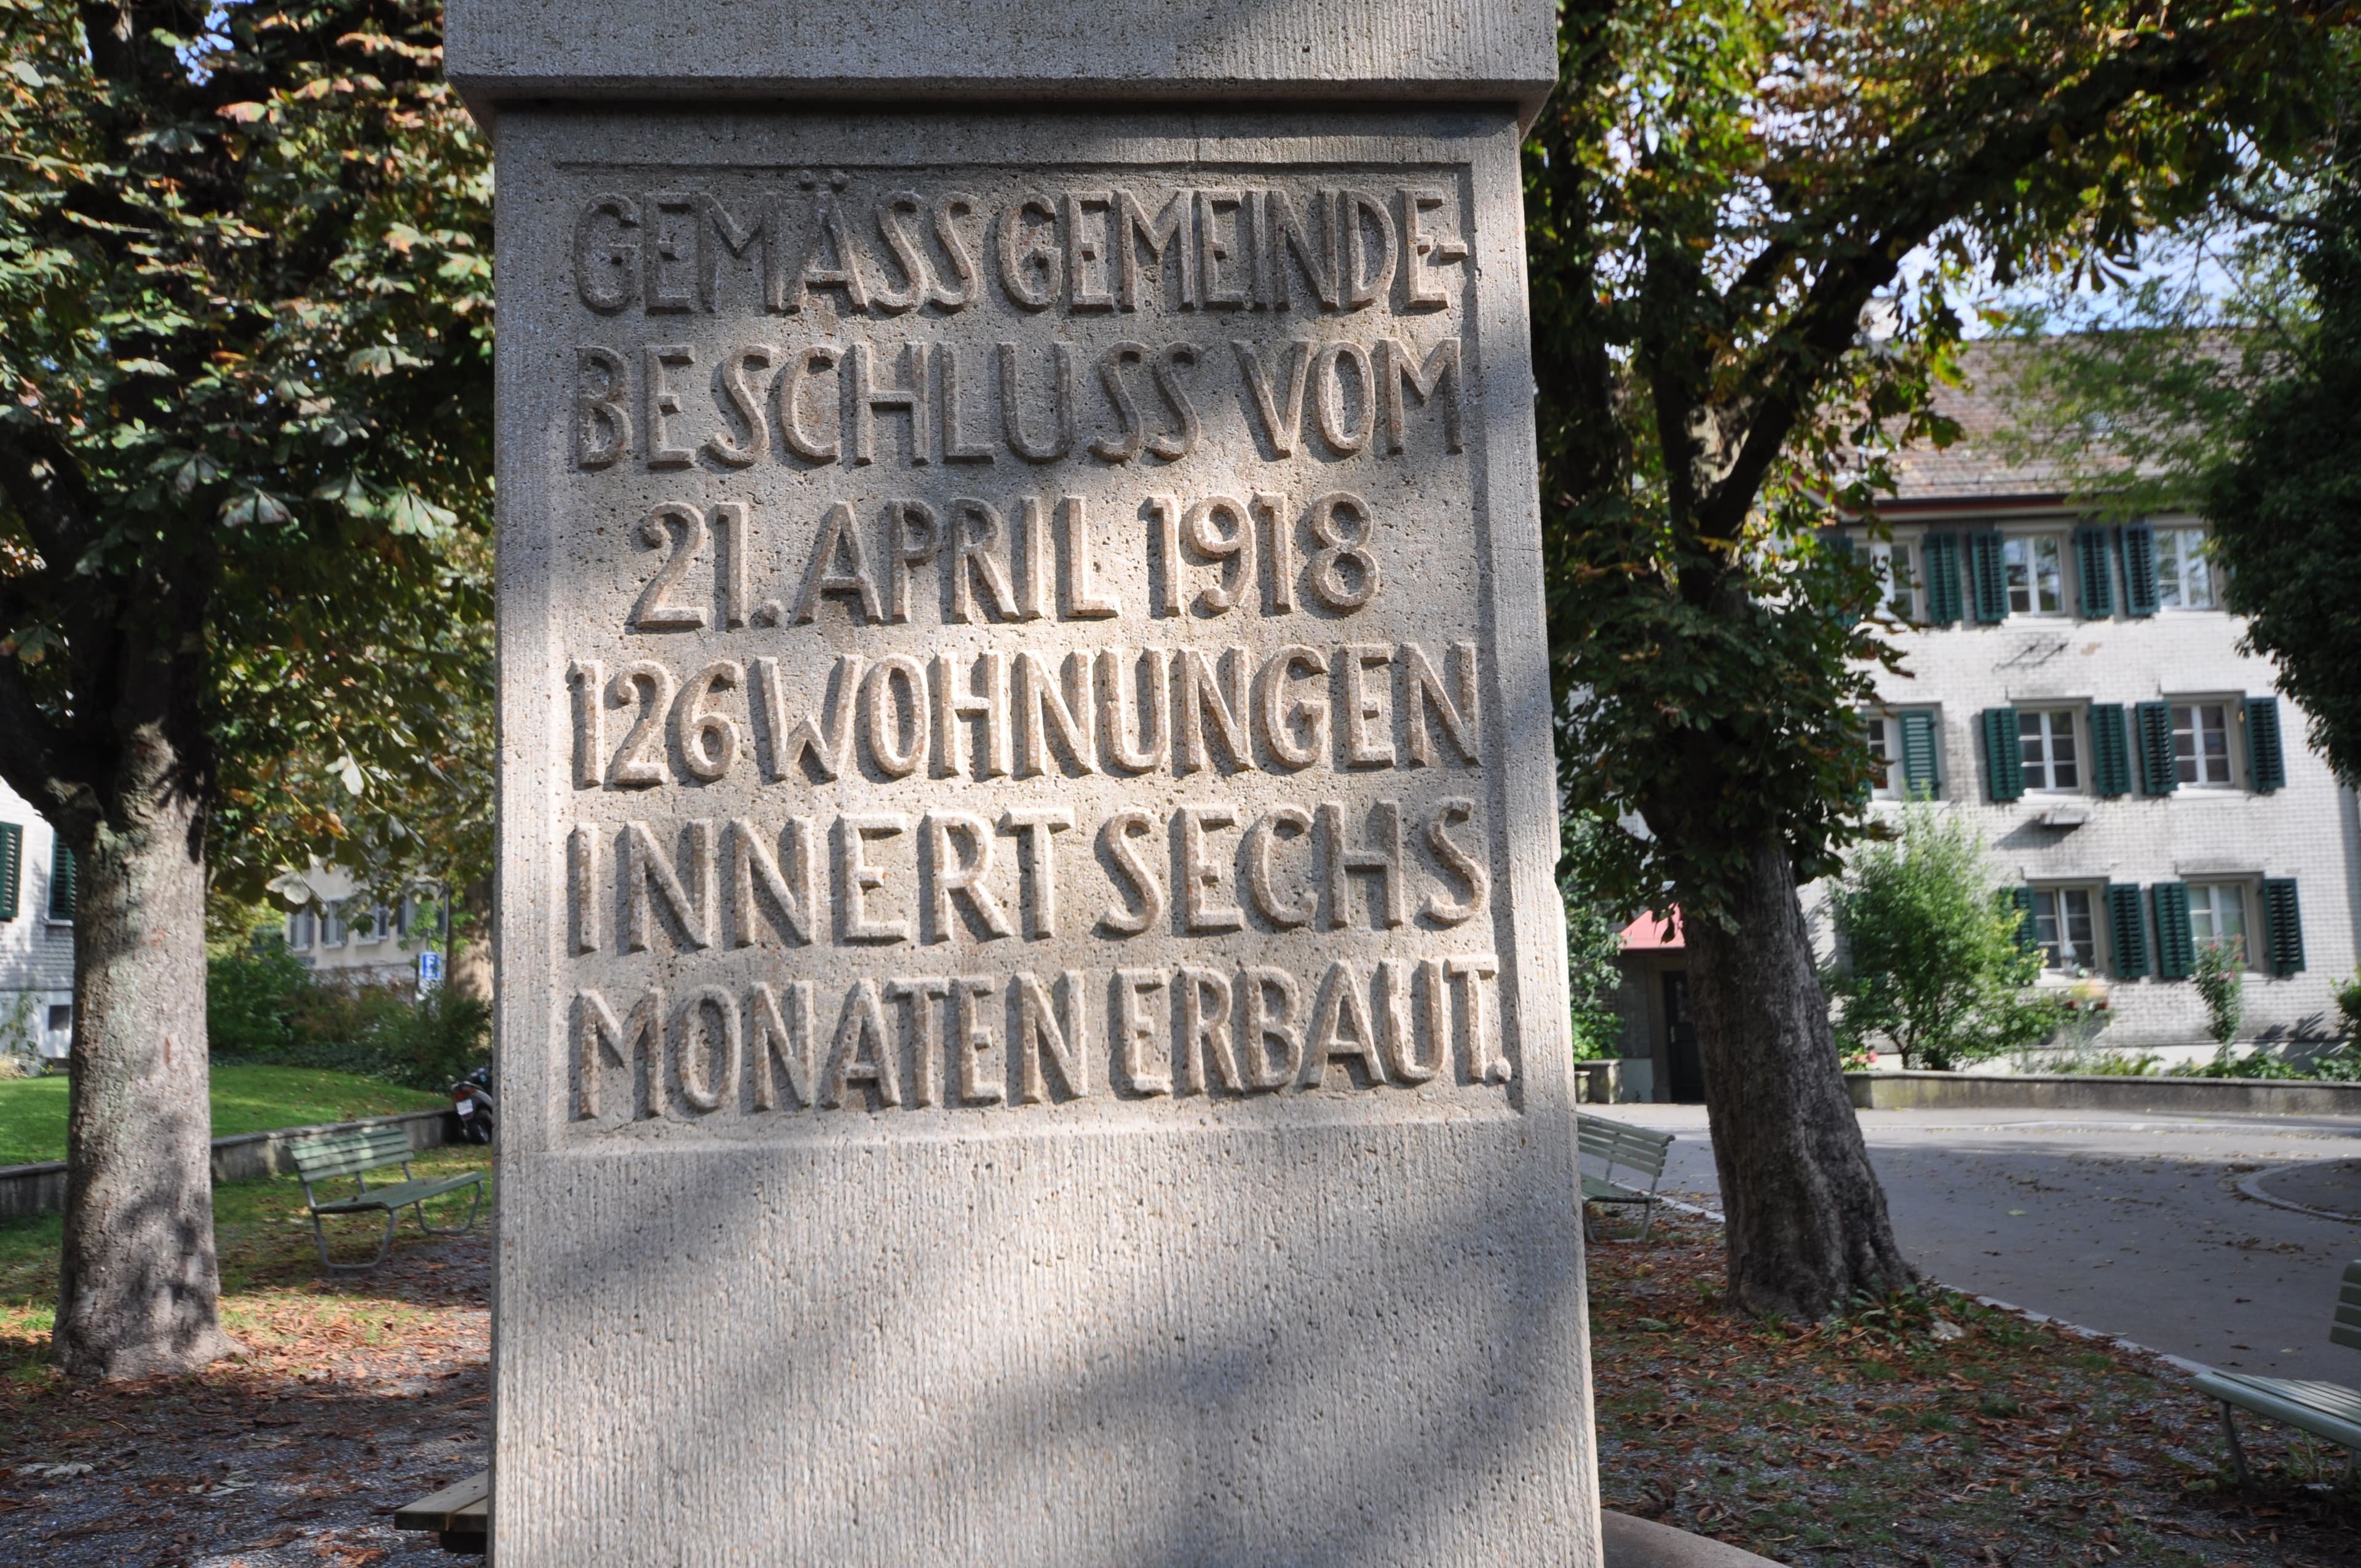 GEMÄSS GEMEINDE-
BESCHLUSS VOM
21. APRIL 1918
126 WOHNUNGEN
INNERT SECHS
MONATEN ERBAUT.